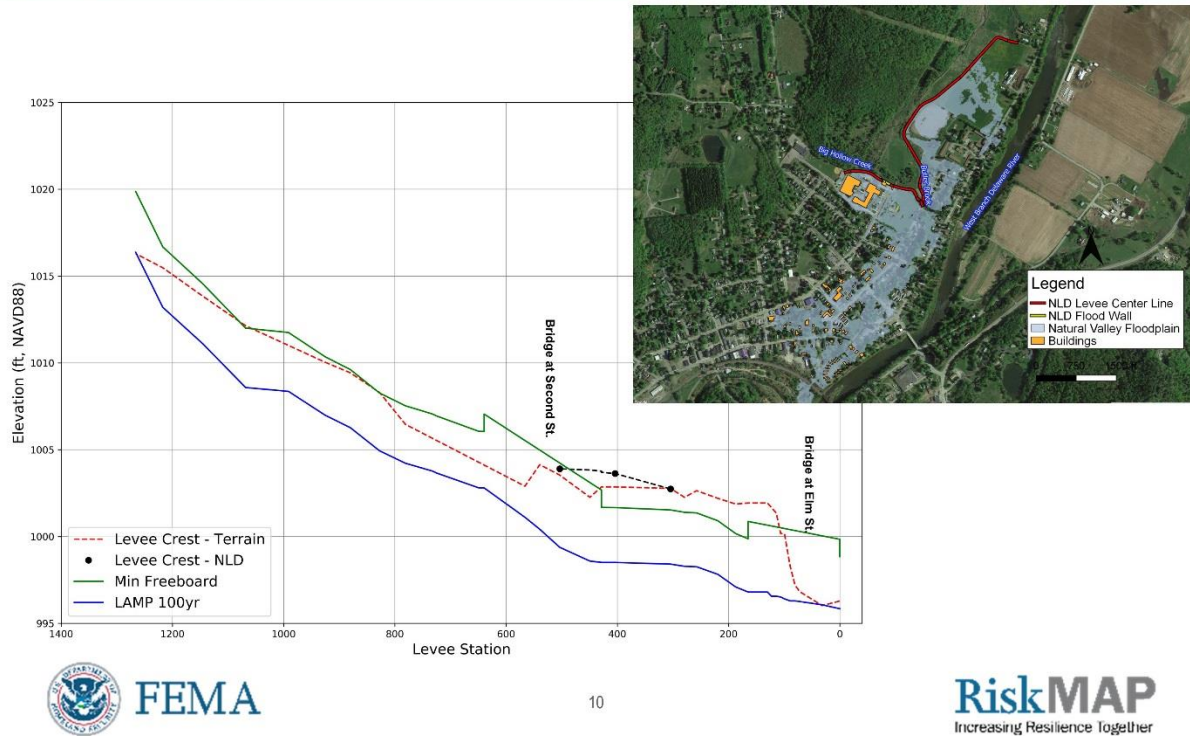 1025
1020
1015
1010
1005
1000
995
Elevation (ft, NAVD88)
1400
1200
1000
800
600
400
200
0
Levee Station
Bridge at Second St.
Bridge at Elm St.
Levee Crest - Terrain
Levee Crest - NLD
Min Freeboard
LAMP 100yr
Big Hollow Creek
West Branch Delaware River
Legend
NLD Levee Center Line
NLD Flood Wall
Natural Valley Floodplain
Buildings
FEMA
10
RiskMAP
Increasing Resilience Together